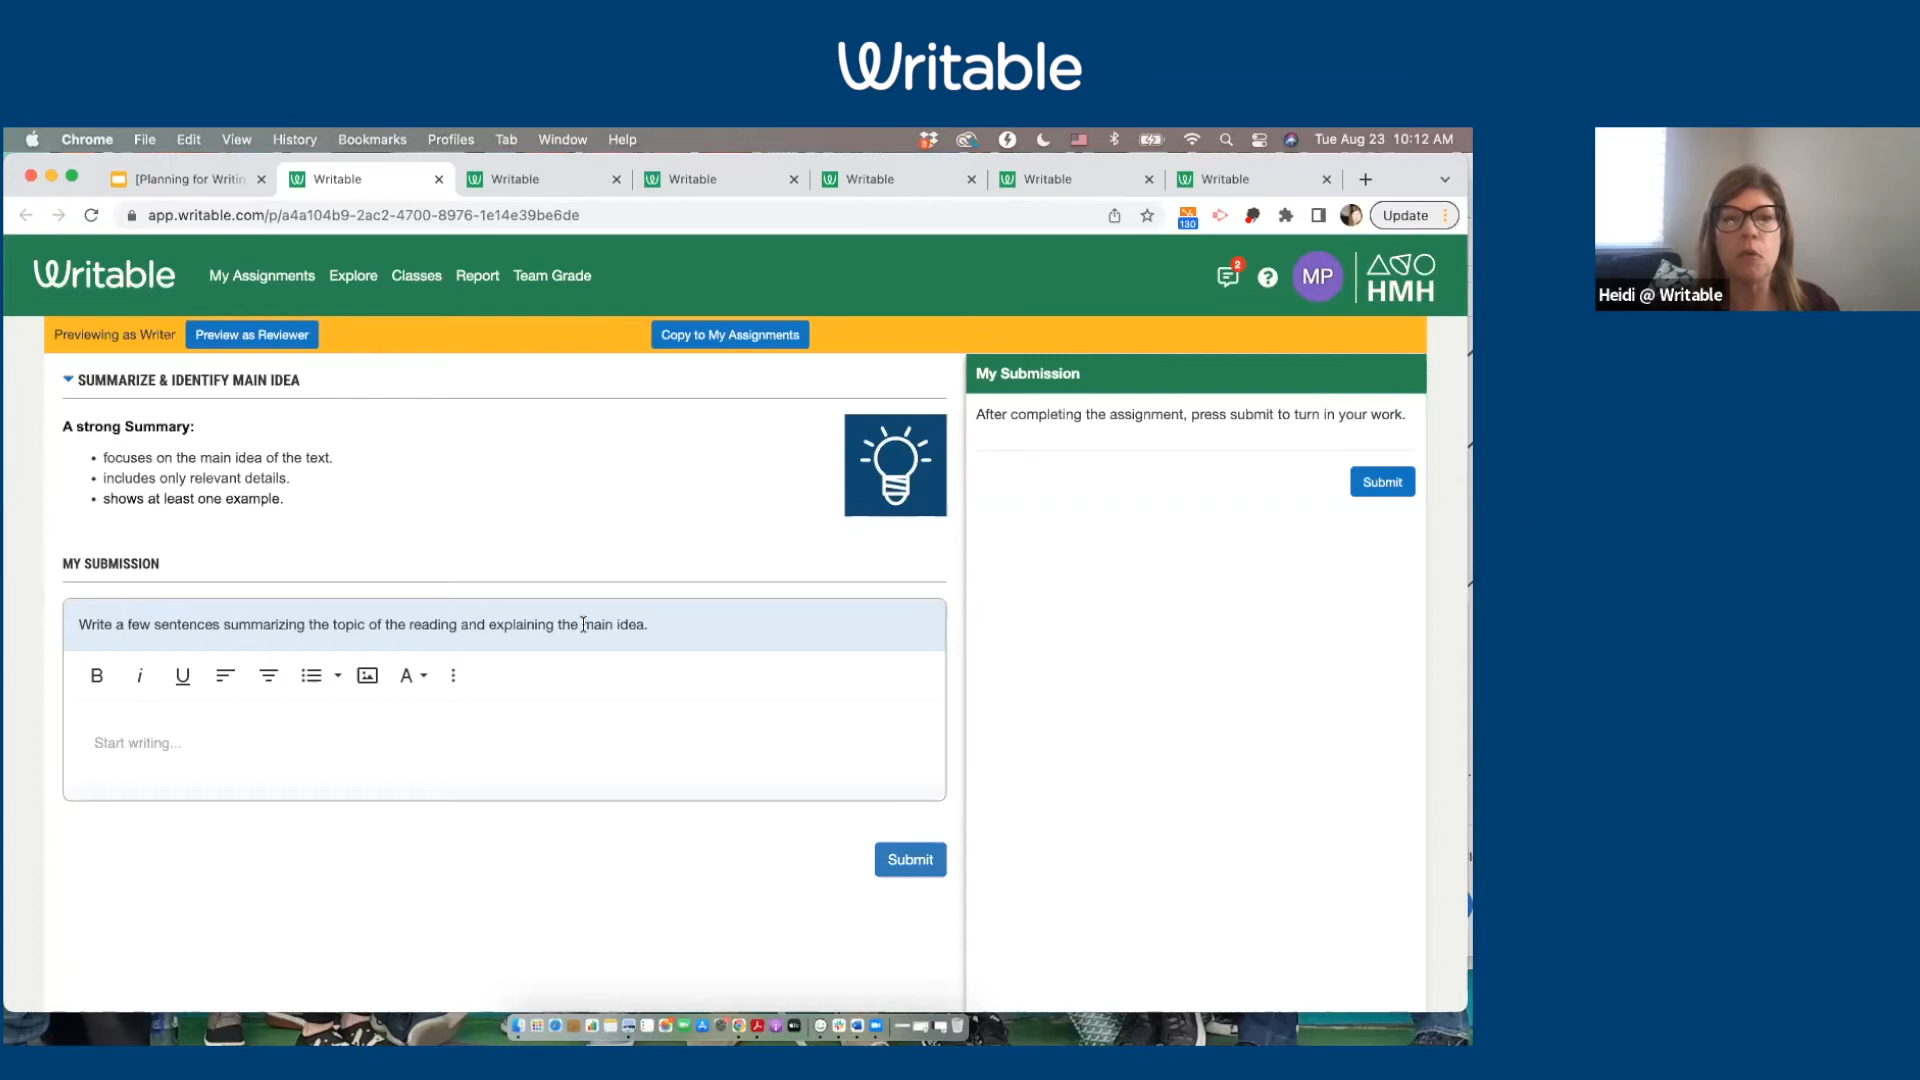 Writable
Chrome File Edit View History Bookmarks Profiles Tab Window Help Tue Aug 23 10:12 AM
[Planning for Writin Writable Writable Writable Writable Writable Writable
app.writable.com/p/a4a104b9-2ac2-4700-8976-1e14e39be6de 130 Update
Writable My Assignments Explore Classes Report Team Grade 2 ? MP HMH
Previewing as Writer Preview as Reviewer Copy to My Assignments
SUMMARIZE & IDENTIFY MAIN IDEA
A strong Summary:
• focuses on the main idea of the text.
• includes only relevant details.
• shows at least one example.
MY SUBMISSION
Write a few sentences summarizing the topic of the reading and explaining the main idea.
B i U A
Start writing...
Submit
My Submission
After completing the assignment, press submit to turn in your work.
Submit
Heidi @ Writable